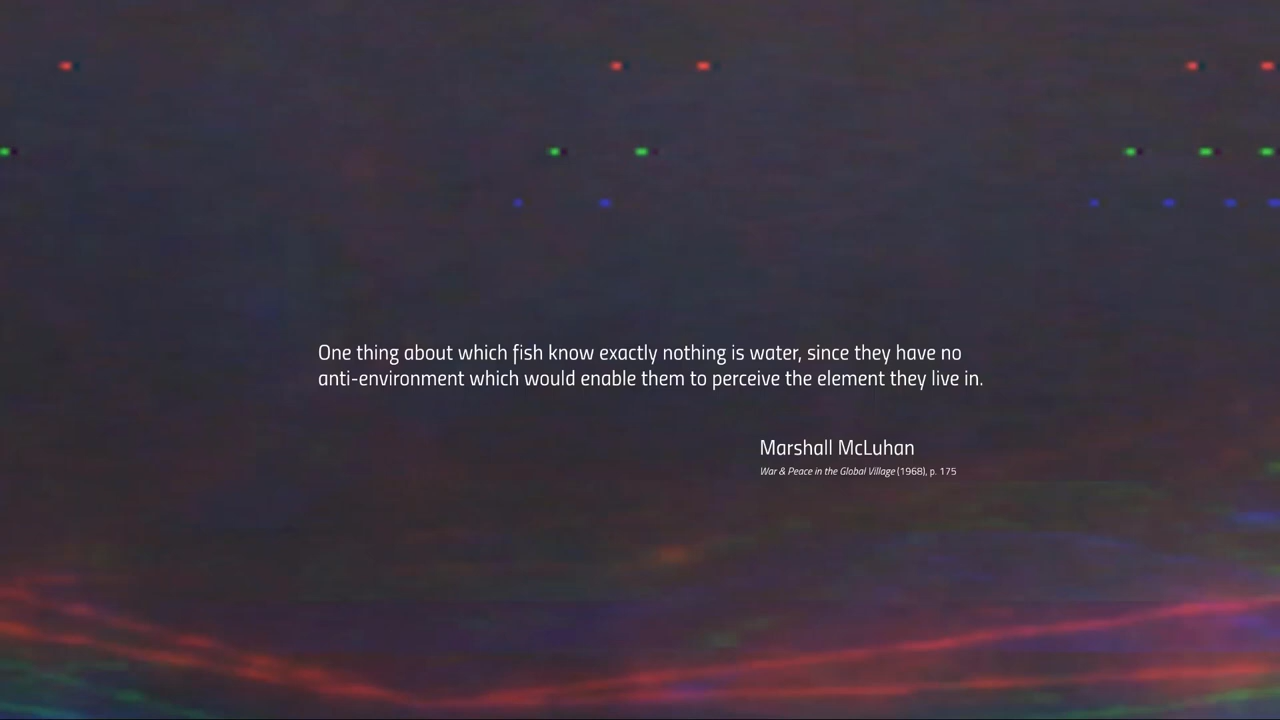 One thing about which fish know exactly nothing is water, since they have no
anti-environment which would enable them to perceive the element they live in.
Marshall McLuhan
War & Peace in the Global Village (1968), p. 175